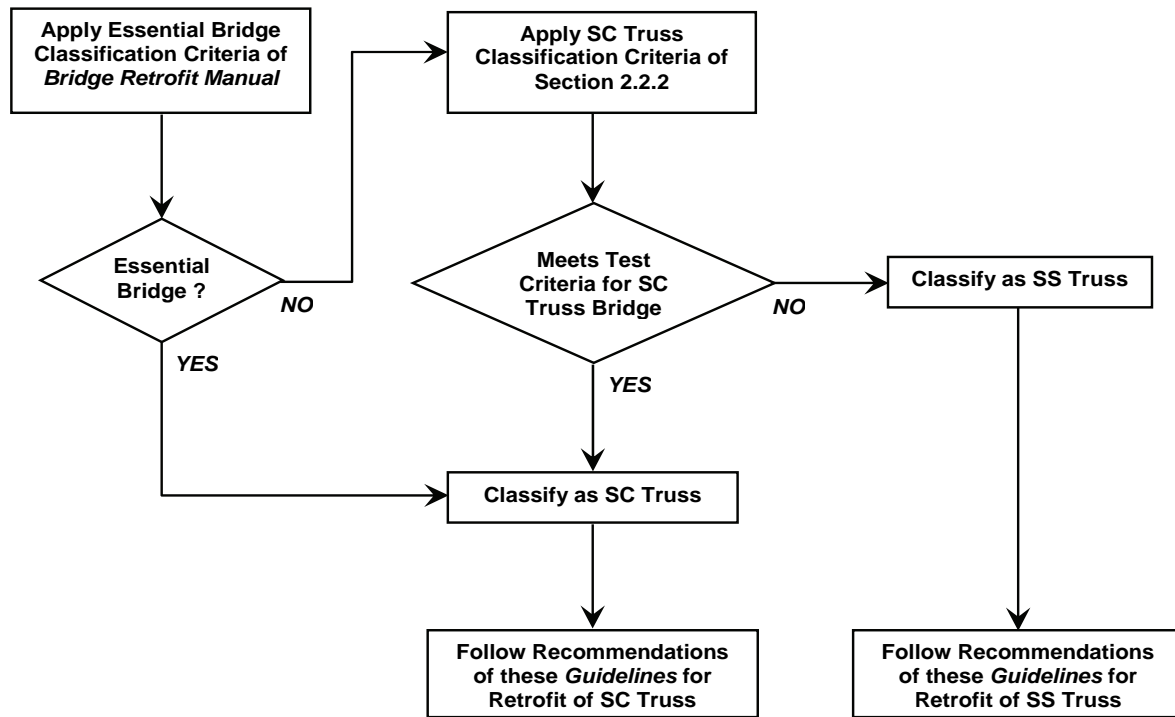 Apply Essential Bridge
Classification Criteria of
Bridge Retrofit Manual
Apply SC Truss
Classification Criteria of
Section 2.2.2
Essential
Bridge ?
NO
YES
Meets Test
Criteria for SC
Truss Bridge
NO
YES
Classify as SS Truss
Classify as SC Truss
Follow Recommendations
of these Guidelines for
Retrofit of SC Truss
Follow Recommendations
of these Guidelines for
Retrofit of SS Truss